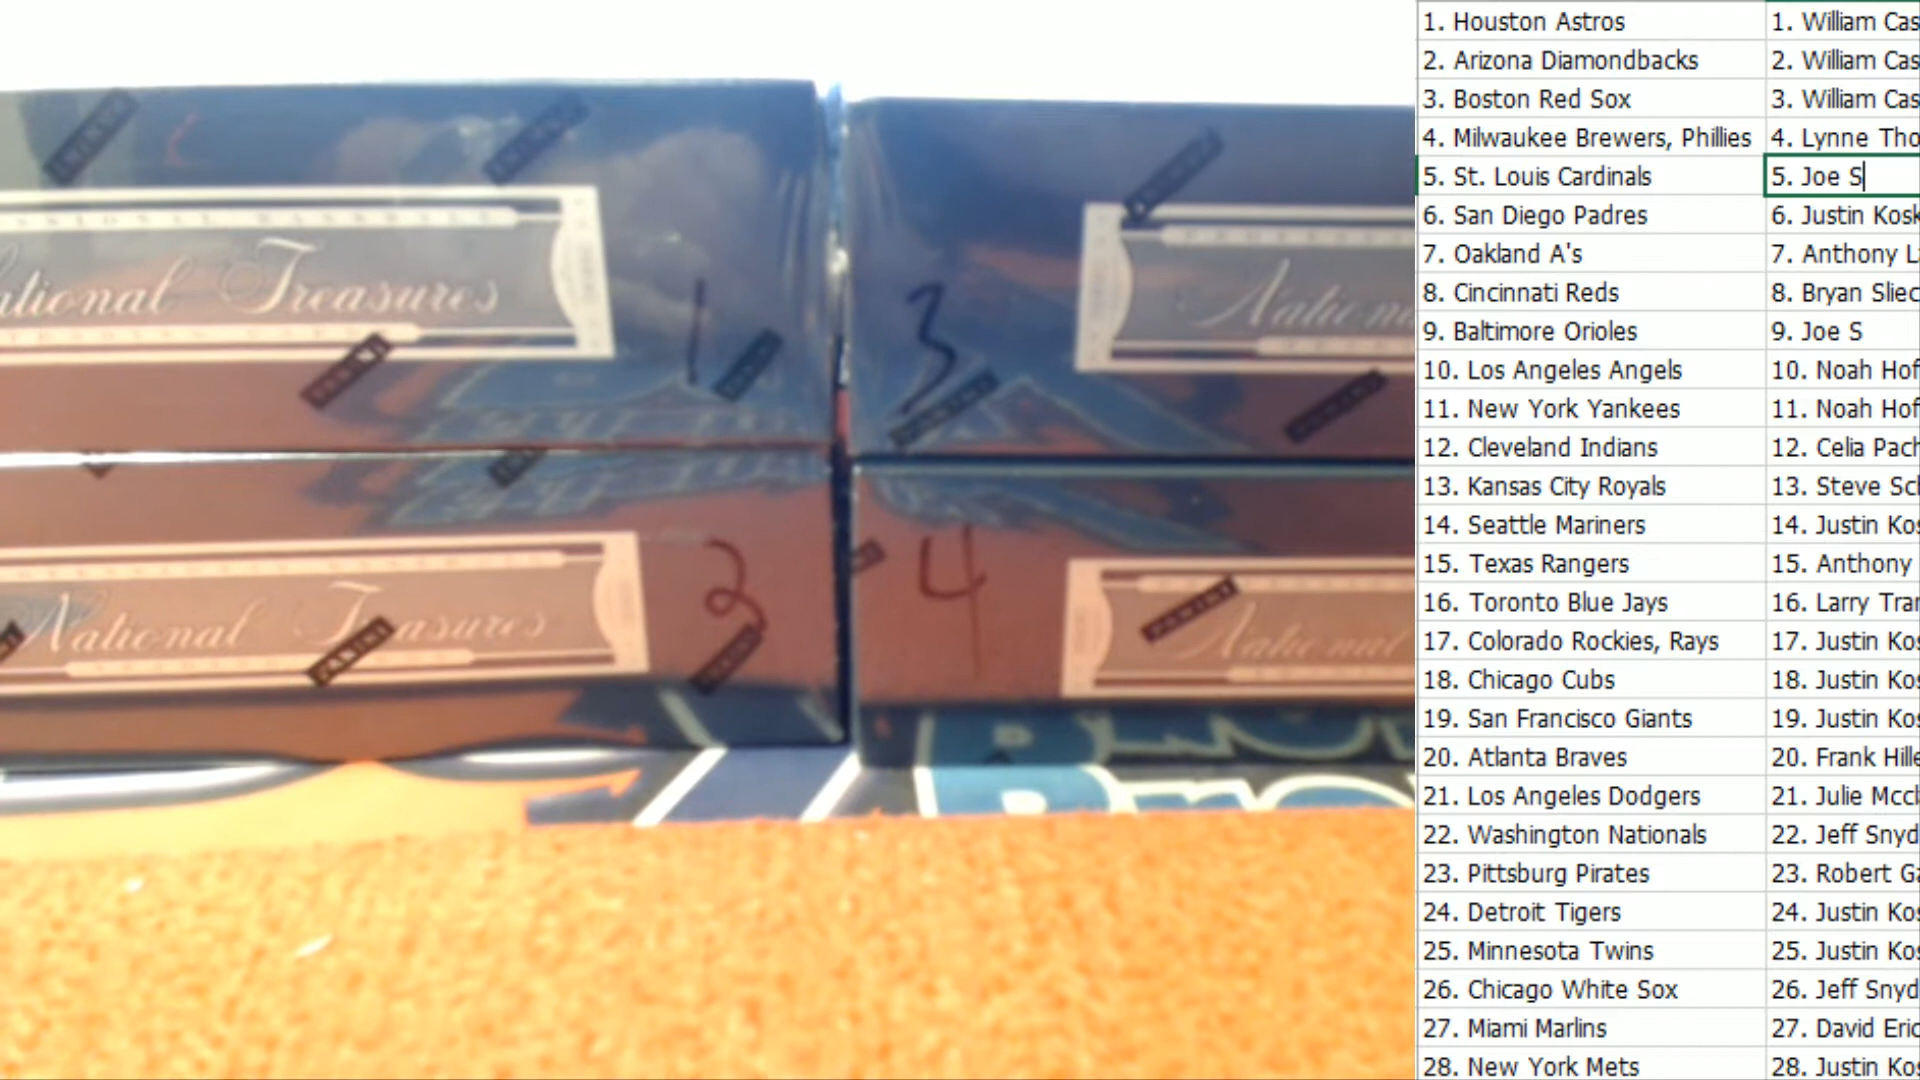 National Treasures
1
3
National Treasures
2
PANINI
4
PANINI
National
1. Houston Astros
2. Arizona Diamondbacks
3. Boston Red Sox
4. Milwaukee Brewers, Phillies
5. St. Louis Cardinals
6. San Diego Padres
7. Oakland A's
8. Cincinnati Reds
9. Baltimore Orioles
10. Los Angeles Angels
11. New York Yankees
12. Cleveland Indians
13. Kansas City Royals
14. Seattle Mariners
15. Texas Rangers
16. Toronto Blue Jays
17. Colorado Rockies, Rays
18. Chicago Cubs
19. San Francisco Giants
20. Atlanta Braves
21. Los Angeles Dodgers
22. Washington Nationals
23. Pittsburg Pirates
24. Detroit Tigers
25. Minnesota Twins
26. Chicago White Sox
27. Miami Marlins
28. New York Mets
1. William Cas
2. William Cas
3. William Cas
4. Lynne Tho
5. Joe S
6. Justin Kosk
7. Anthony La
8. Bryan Sliec
9. Joe S
10. Noah Hof
11. Noah Hof
12. Celia Pach
13. Steve Sch
14. Justin Kos
15. Anthony
16. Larry Tran
17. Justin Kos
18. Justin Kos
19. Justin Kos
20. Frank Hille
21. Julie Mccl
22. Jeff Snyd
23. Robert Ga
24. Justin Kos
25. Justin Kos
26. Jeff Snyd
27. David Eric
28. Justin Kos